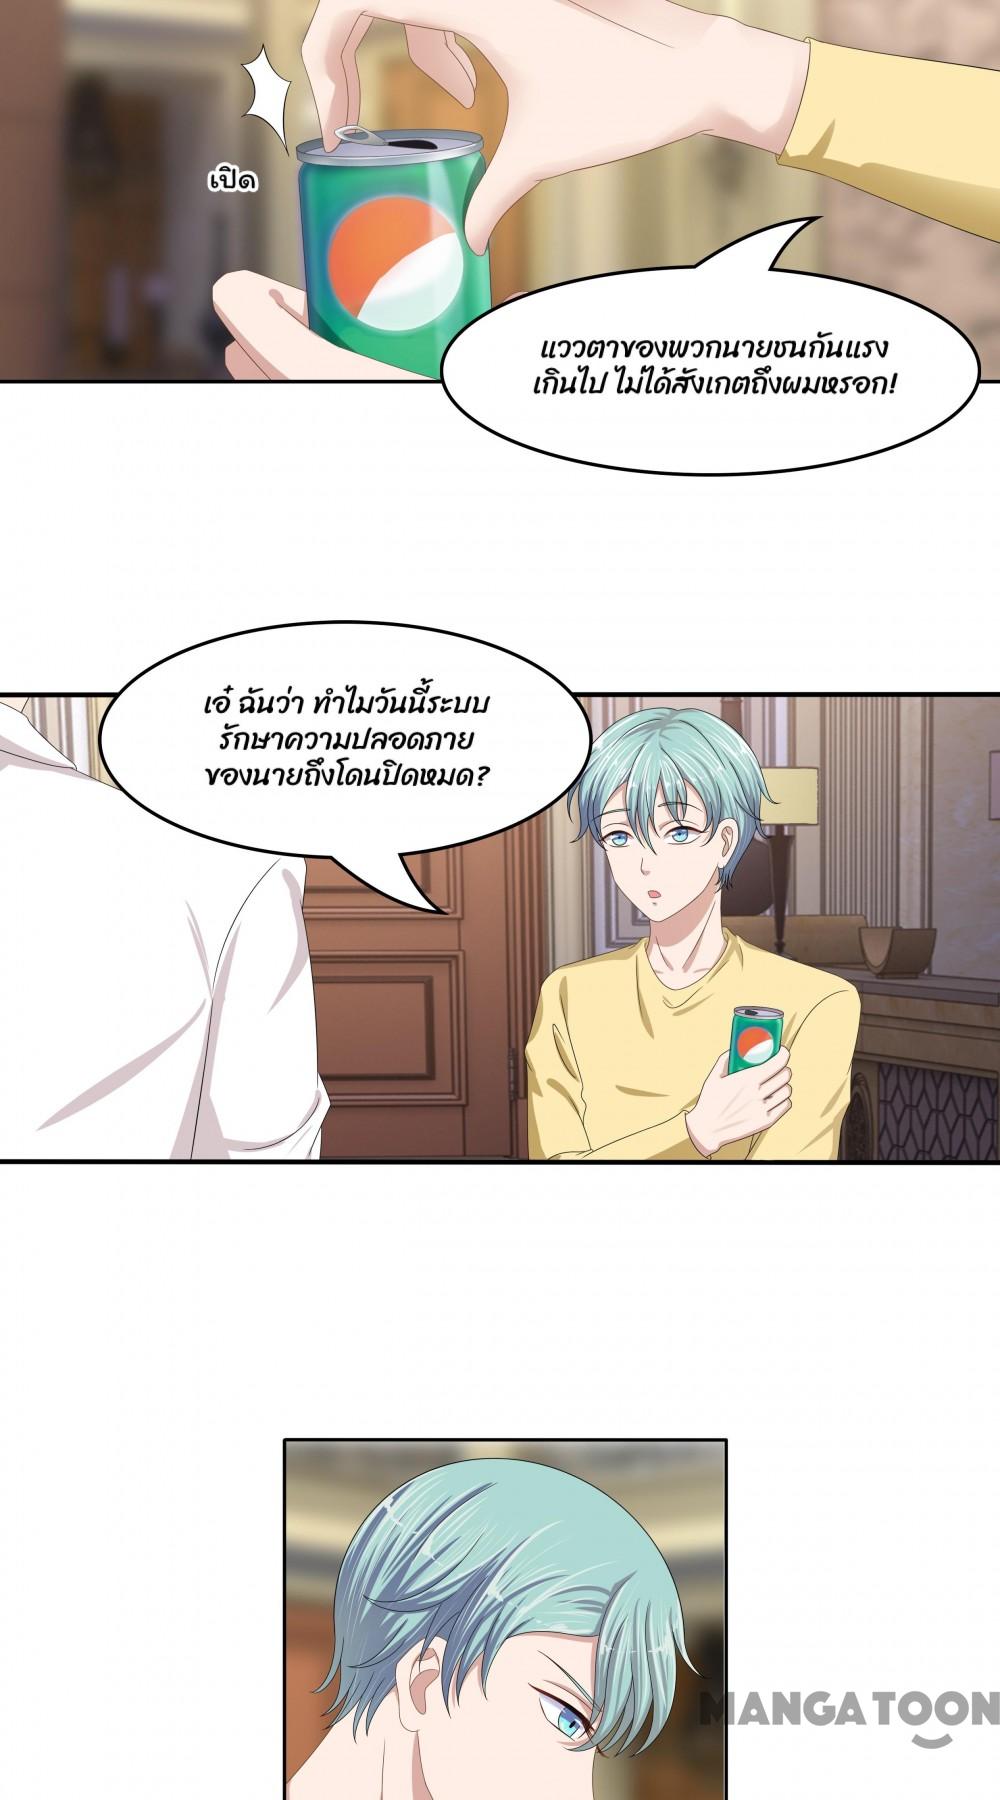 เปิด
แววตาของพวกนายชนกันแรง
เกินไป ไม่ได้สังเกตถึงผมหรอก!
เอ๋ ฉันว่า ทำไมวันนี้ระบบ
รักษาความปลอดภาย
ของนายถึงโดนปิดหมด?
MANGATOON